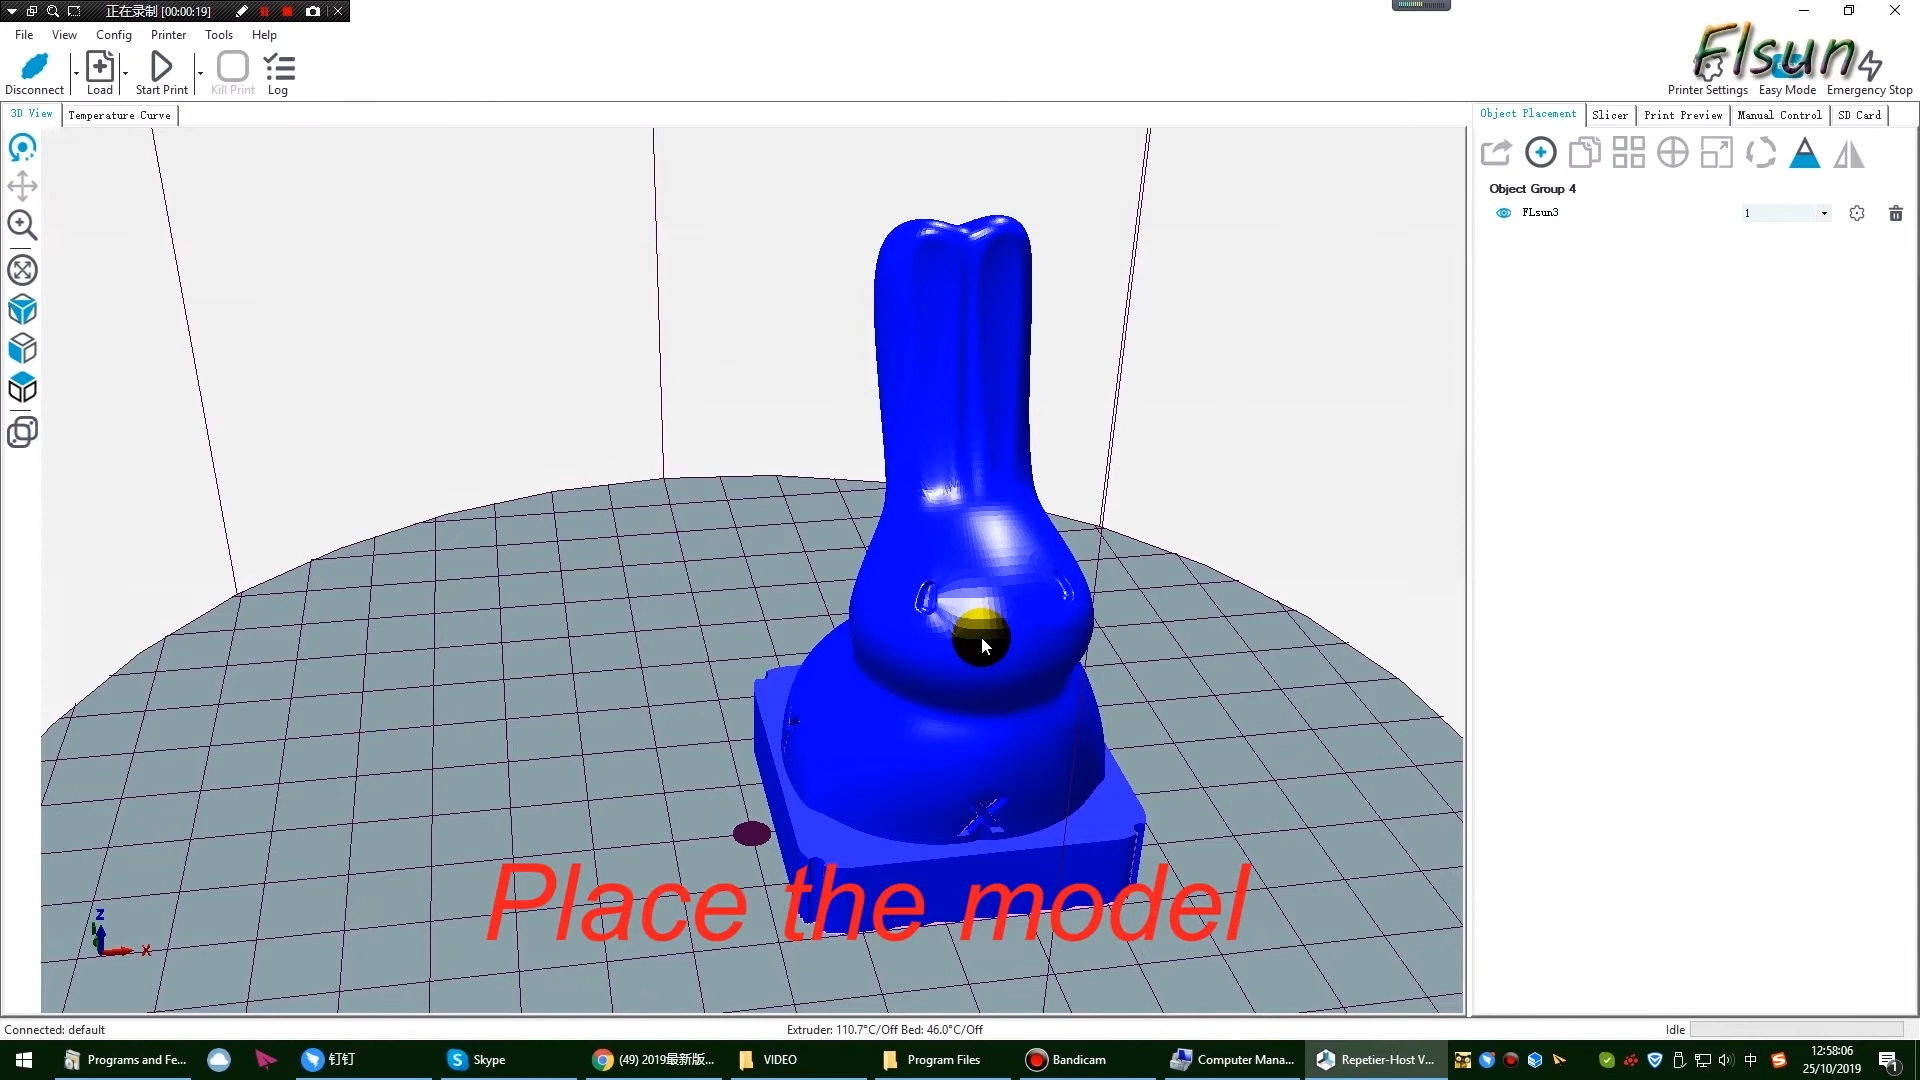 正在录制 [00:00:19]
File View Config Printer Tools Help
Flsun
Disconnect Load Start Print Kill Print Log
Printer Settings Easy Mode Emergency Stop
3D View Temperature Curve
Object Placement Slicer Print Preview Manual Control SD Card
Object Group 4
FLsun3 1
X
Place the model
Z
X
Connected: default Extruder: 110.7°C/Off Bed: 46.0°C/Off Idle
Programs and Fe... 钉钉 Skype (49) 2019最新版... VIDEO Program Files Bandicam Computer Mana... Repetier-Host V... 中 12:58:06
25/10/2019 1